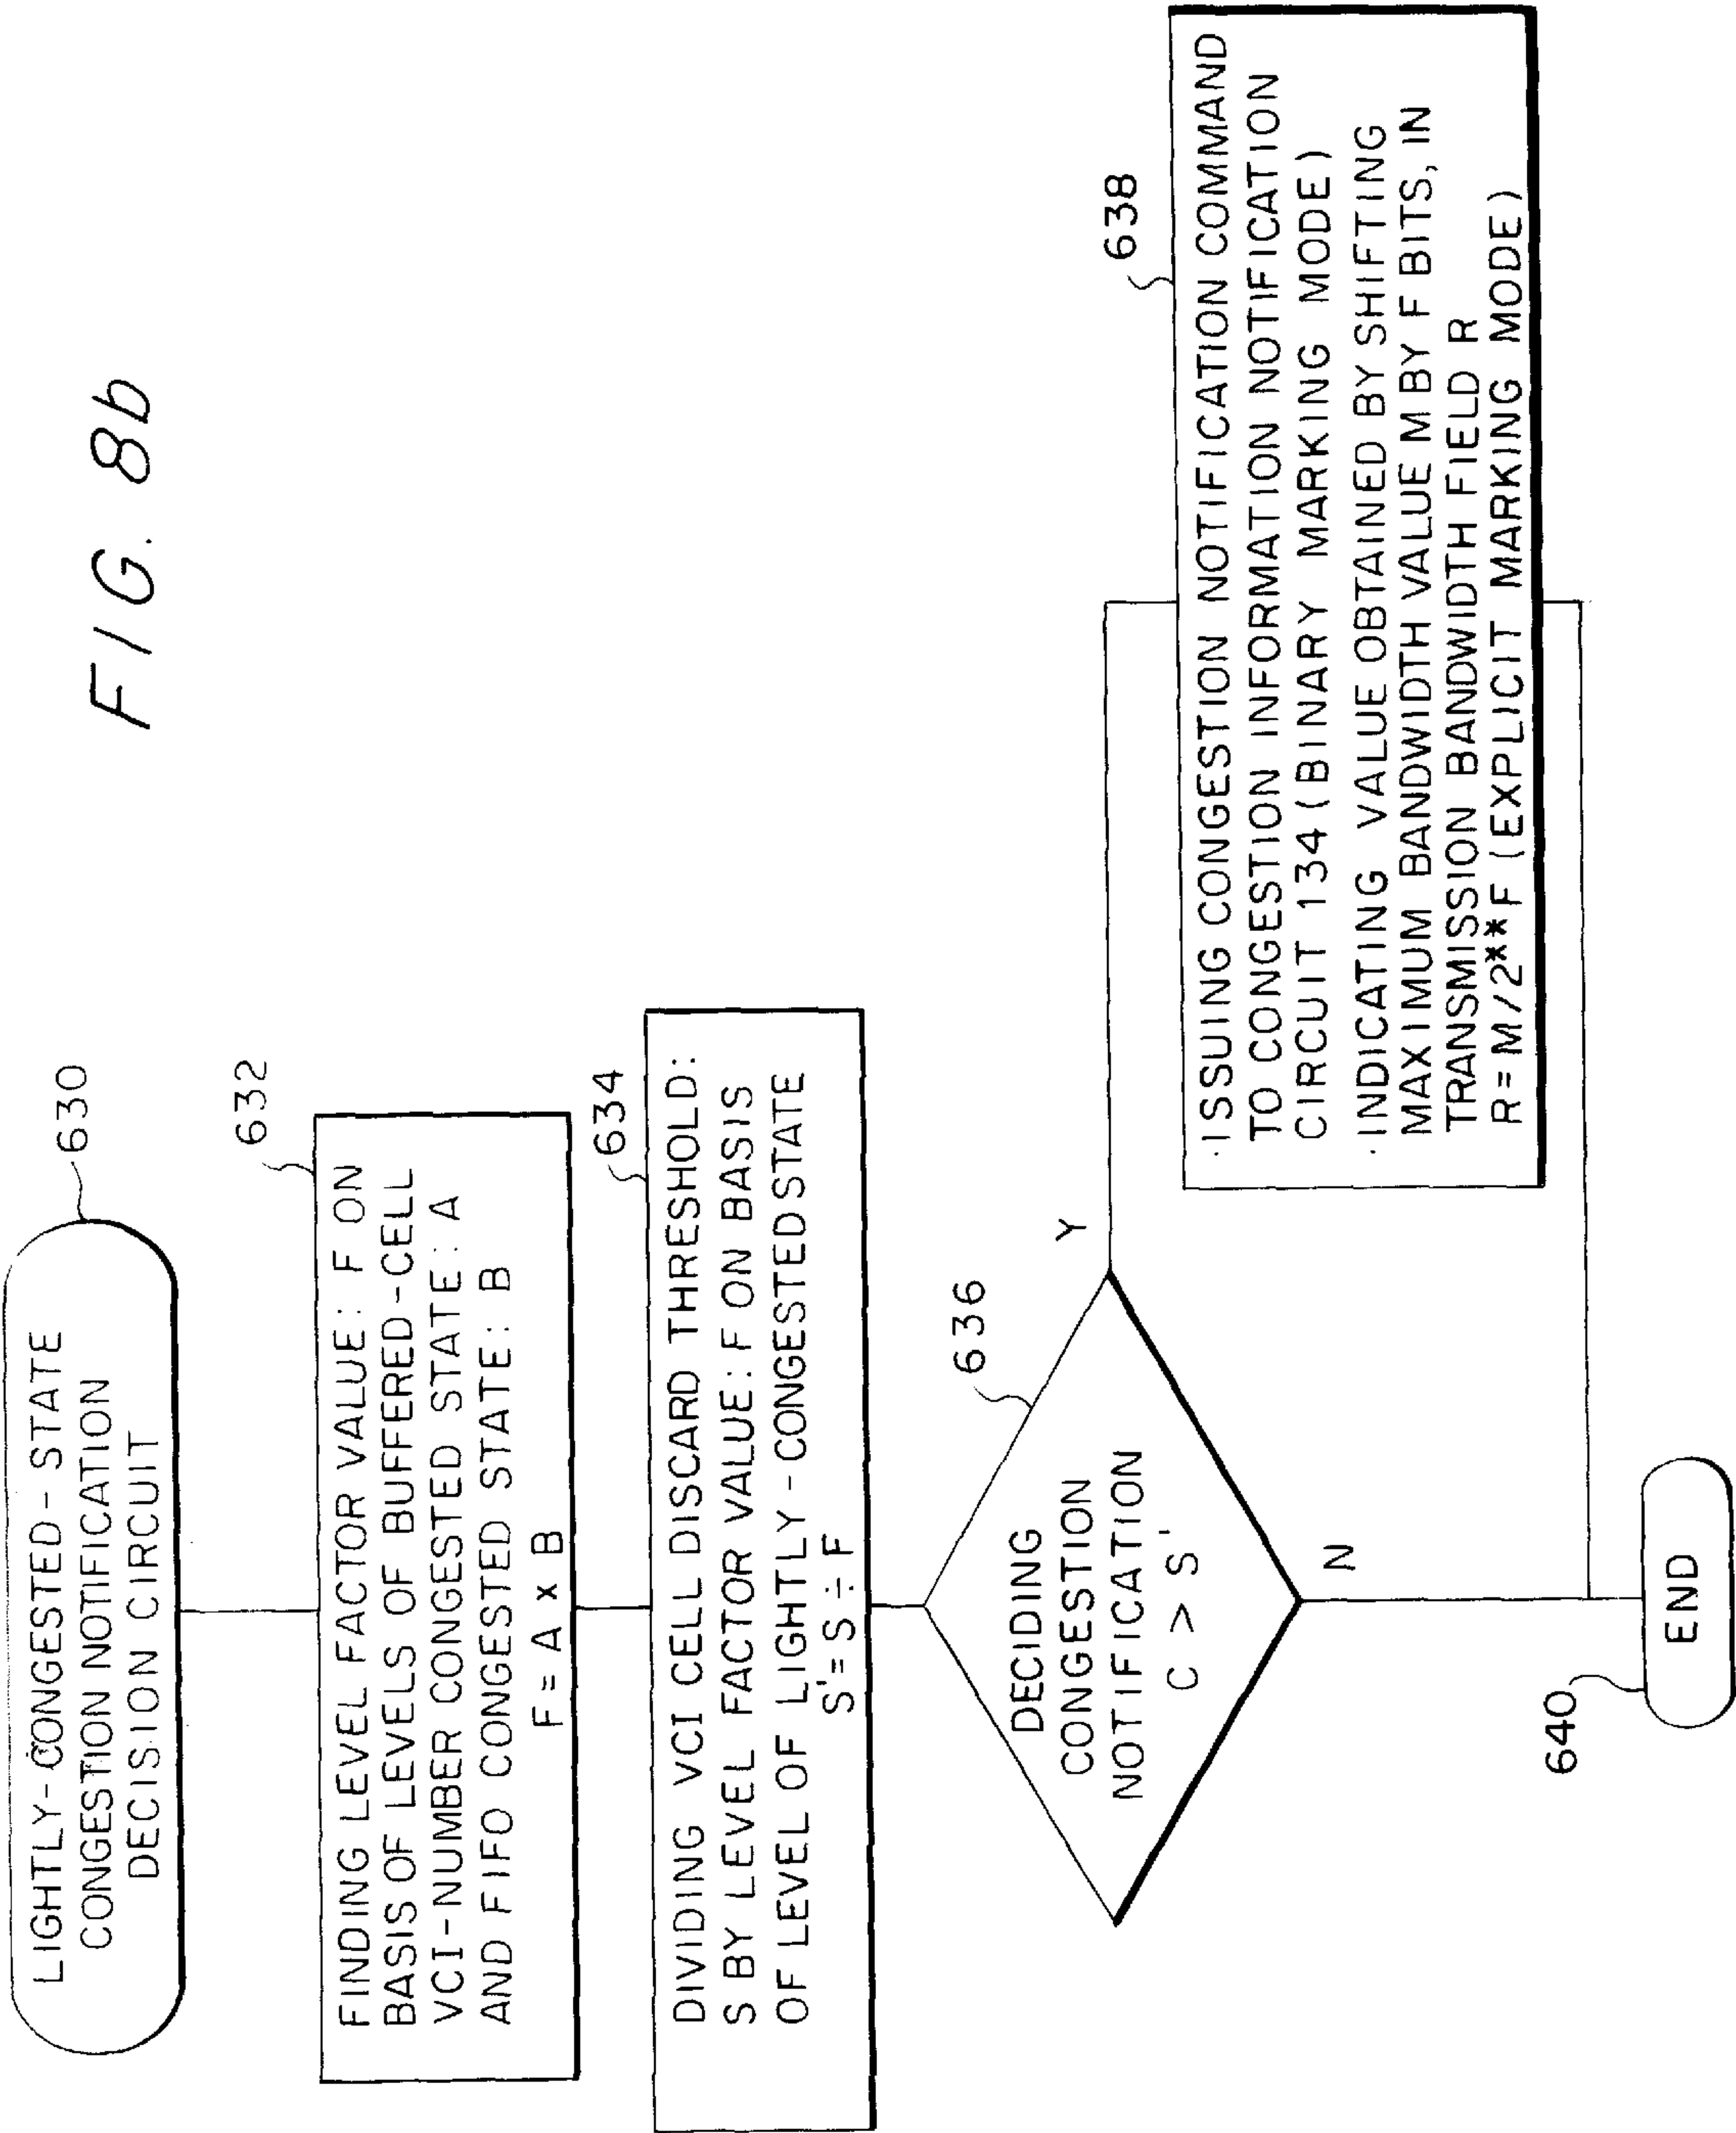 FIG. 8b
630
LIGHTLY-CONGESTED-STATE
CONGESTION NOTIFICATION
DECISION CIRCUIT
632
FINDING LEVEL FACTOR VALUE: F ON
BASIS OF LEVELS OF BUFFERED-CELL
VCI-NUMBER CONGESTED STATE: A
AND FIFO CONGESTED STATE: B
F = A x B
634
DIVIDING VCI CELL DISCARD THRESHOLD:
S BY LEVEL FACTOR VALUE: F ON BASIS
OF LEVEL OF LIGHTLY-CONGESTED STATE
S' = S ÷ F
636
DECIDING
CONGESTION
NOTIFICATION
C > S'
Y
N
638
·ISSUING CONGESTION NOTIFICATION COMMAND
TO CONGESTION INFORMATION NOTIFICATION
CIRCUIT 134 (BINARY MARKING MODE)
·INDICATING VALUE OBTAINED BY SHIFTING
MAXIMUM BANDWIDTH VALUE M BY F BITS, IN
TRANSMISSION BANDWIDTH FIELD R
R = M/2**F (EXPLICIT MARKING MODE)
640
END